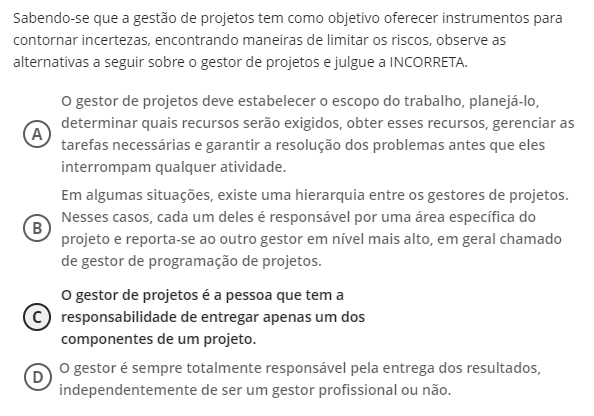 Sabendo-se que a gestão de projetos tem como objetivo oferecer instrumentos para
contornar incertezas, encontrando maneiras de limitar os riscos, observe as
alternativas a seguir sobre o gestor de projetos e julgue a INCORRETA.
O gestor de projetos deve estabelecer o escopo do trabalho, planejá-lo,
determinar quais recursos serão exigidos, obter esses recursos, gerenciar as
A tarefas necessárias e garantir a resolução dos problemas antes que eles
interrompam qualquer atividade.
Em algumas situações, existe uma hierarquia entre os gestores de projetos.
Nesses casos, cada um deles é responsável por uma área específica do
B projeto e reporta-se ao outro gestor em nível mais alto, em geral chamado
de gestor de programação de projetos.
O gestor de projetos é a pessoa que tem a
C responsabilidade de entregar apenas um dos
componentes de um projeto.
O gestor é sempre totalmente responsável pela entrega dos resultados,
D independentemente de ser um gestor profissional ou não.